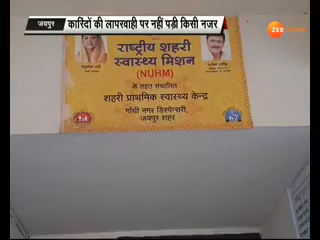 जयपुर
कारिंदों की लापरवाही पर नहीं पड़ी किसी नजर
ZEE
राष्ट्रीय शहरी
स्वास्थ्य मिशन
(NUHM)
के तहत संचालित
शहरी प्राथमिक स्वास्थ्य केन्द्र
गाँधी नगर डिस्पेन्सरी,
जयपुर शहर